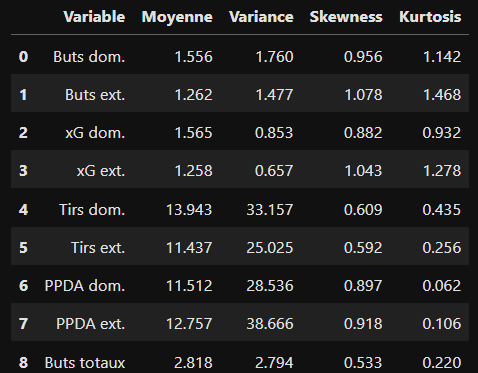 Variable Moyenne Variance Skewness Kurtosis
0 Buts dom. 1.556 1.760 0.956 1.142
1 Buts ext. 1.262 1.477 1.078 1.468
2 xG dom. 1.565 0.853 0.882 0.932
3 xG ext. 1.258 0.657 1.043 1.278
4 Tirs dom. 13.943 33.157 0.609 0.435
5 Tirs ext. 11.437 25.025 0.592 0.256
6 PPDA dom. 11.512 28.536 0.897 0.062
7 PPDA ext. 12.757 38.666 0.918 0.106
8 Buts totaux 2.818 2.794 0.533 0.220